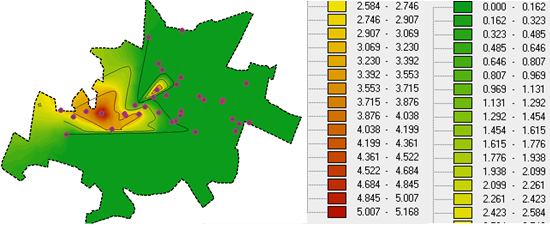 2.584 - 2.746
2.746 - 2.907
2.907 - 3.069
3.069 - 3.230
3.230 - 3.392
3.392 - 3.553
3.553 - 3.715
3.715 - 3.876
3.876 - 4.038
4.038 - 4.199
4.199 - 4.361
4.361 - 4.522
4.522 - 4.684
4.684 - 4.845
4.845 - 5.007
5.007 - 5.168
0.000 - 0.162
0.162 - 0.323
0.323 - 0.485
0.485 - 0.646
0.646 - 0.807
0.807 - 0.969
0.969 - 1.131
1.131 - 1.292
1.292 - 1.454
1.454 - 1.615
1.615 - 1.776
1.776 - 1.938
1.938 - 2.099
2.099 - 2.261
2.261 - 2.423
2.423 - 2.584